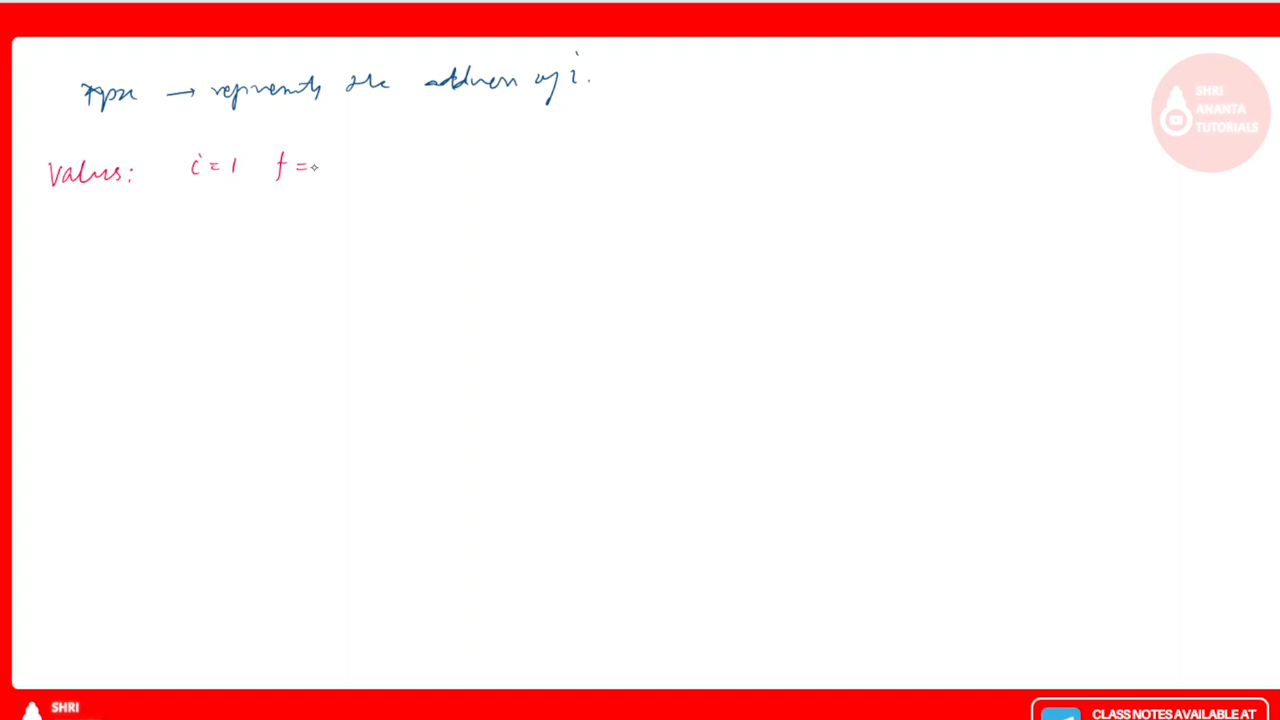 → represents the address of i.
Values: i = 1 f =
SHRI
ANANTA
TUTORIALS
SHRI
CLASS NOTES AVAILABLE AT